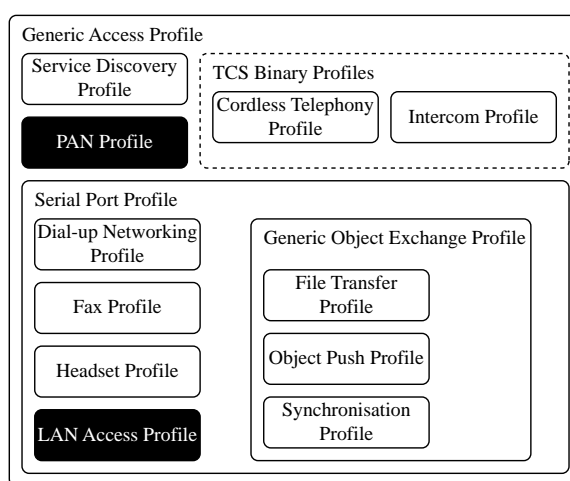 Generic Access Profile
Service Discovery
Profile
PAN Profile
TCS Binary Profiles
Cordless Telephony
Profile
Intercom Profile
Serial Port Profile
Dial-up Networking
Profile
Fax Profile
Headset Profile
LAN Access Profile
Generic Object Exchange Profile
File Transfer
Profile
Object Push Profile
Synchronisation
Profile